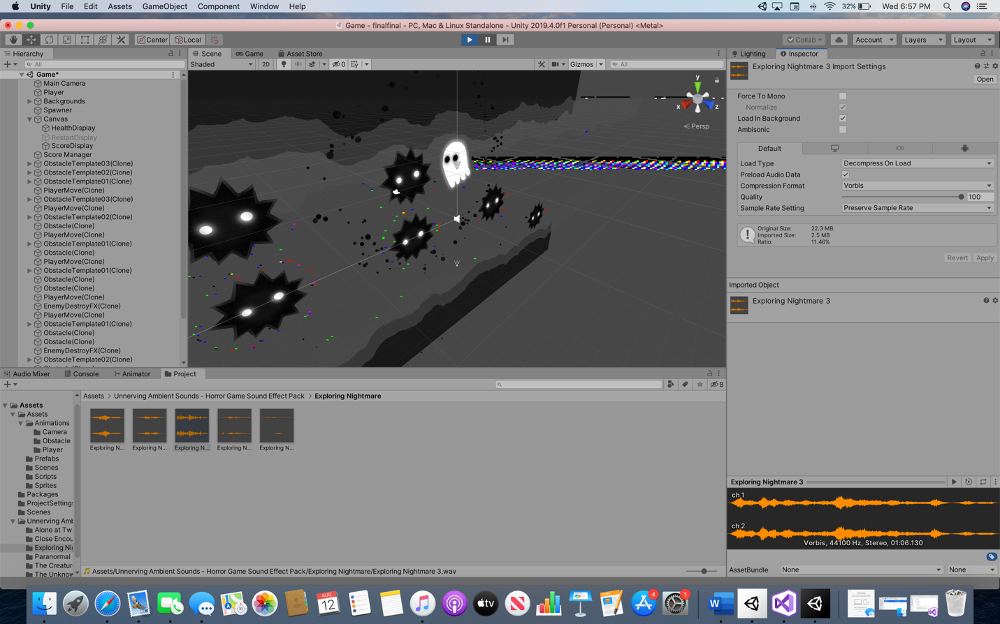 Unity File Edit Assets GameObject Component Window Help 32% Wed 6:57 PM
Game - finalfinal - PC, Mac & Linux Standalone - Unity 2019.4.0f1 Personal (Personal) <Metal>
Center Local Collab Account Layers Layout
Hierarchy
All
Game*
Main Camera
Player
Backgrounds
Spawner
Canvas
HealthDisplay
RestartDisplay
ScoreDisplay
Score Manager
ObstacleTemplate03(Clone)
ObstacleTemplate02(Clone)
ObstacleTemplate01(Clone)
PlayerMove(Clone)
ObstacleTemplate03(Clone)
PlayerMove(Clone)
ObstacleTemplate02(Clone)
Obstacle(Clone)
PlayerMove(Clone)
ObstacleTemplate01(Clone)
Obstacle(Clone)
PlayerMove(Clone)
ObstacleTemplate01(Clone)
Obstacle(Clone)
Obstacle(Clone)
PlayerMove(Clone)
EnemyDestroyFX(Clone)
PlayerMove(Clone)
ObstacleTemplate01(Clone)
Obstacle(Clone)
Obstacle(Clone)
EnemyDestroyFX(Clone)
ObstacleTemplate02(Clone)
Scene Game Asset Store
Shaded 2D 0 Gizmos All
y
x z
Persp
Lighting Inspector
Exploring Nightmare 3 Import Settings
Open
Force To Mono
Normalize
Load In Background
Ambisonic
Default iOS
Load Type Decompress On Load
Preload Audio Data
Compression Format Vorbis
Quality 100
Sample Rate Setting Preserve Sample Rate
Original Size: 22.3 MB
Imported Size: 2.5 MB
Ratio: 11.46%
Revert Apply
Imported Object
Exploring Nightmare 3
Audio Mixer Console Animator Project
8
Assets
Assets
Animations
Camera
Obstacle
Player
Prefabs
Scenes
Scripts
Sprites
Packages
ProjectSettings
Scenes
Unnerving Aml
Alone at Tw
Close Encou
Exploring Nig
Paranormal
The Creatur
The Unknow
Assets > Unnerving Ambient Sounds - Horror Game Sound Effect Pack > Exploring Nightmare
Exploring N... Exploring N... Exploring N... Exploring N... Exploring N...
Assets/Unnerving Ambient Sounds - Horror Game Sound Effect Pack/Exploring Nightmare/Exploring Nightmare 3.wav
Exploring Nightmare 3
ch 1
ch 2
Vorbis, 44100 Hz, Stereo, 01:06.130
AssetBundle None None
AUG
12
tv
4
1
W